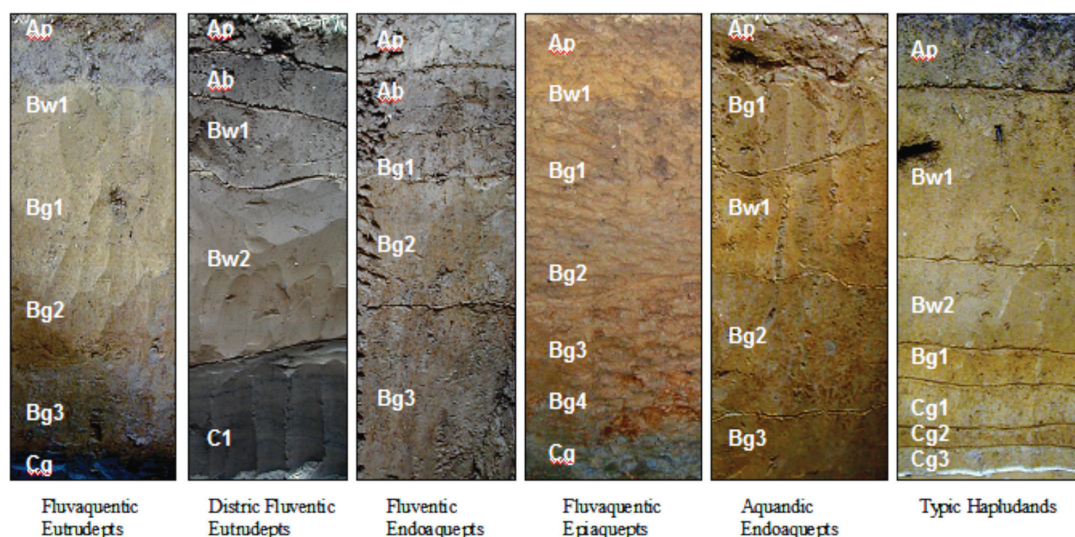 Ap
Bw1
Bg1
Bg2
Bg3
Cg
Fluvaquentic
Eutrudepts
Ap
Ab
Bw1
Bw2
C1
Distric Fluventic
Eutrudepts
Ap
Ab
Bg1
Bg2
Bg3
Fluventic
Endoaquepts
Ap
Bw1
Bg1
Bg2
Bg3
Bg4
Cg
Fluvaquentic
Epiaquepts
Ap
Bg1
Bw1
Bg2
Bg3
Aquandic
Endoaquepts
Ap
Bw1
Bw2
Bg1
Cg1
Cg2
Cg3
Typic Hapludands